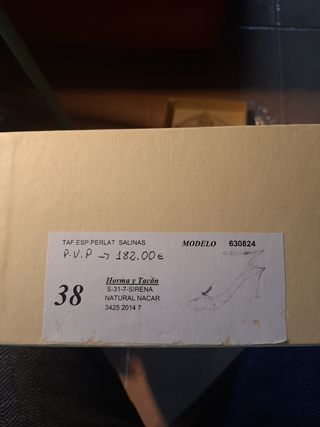 TAF.ESP.PERLAT SALINAS MODELO 630824
P.V.P → 182.00€
38
Horma y Tacón
S-31-7-SIRENA
NATURAL NACAR
3425 2014 7